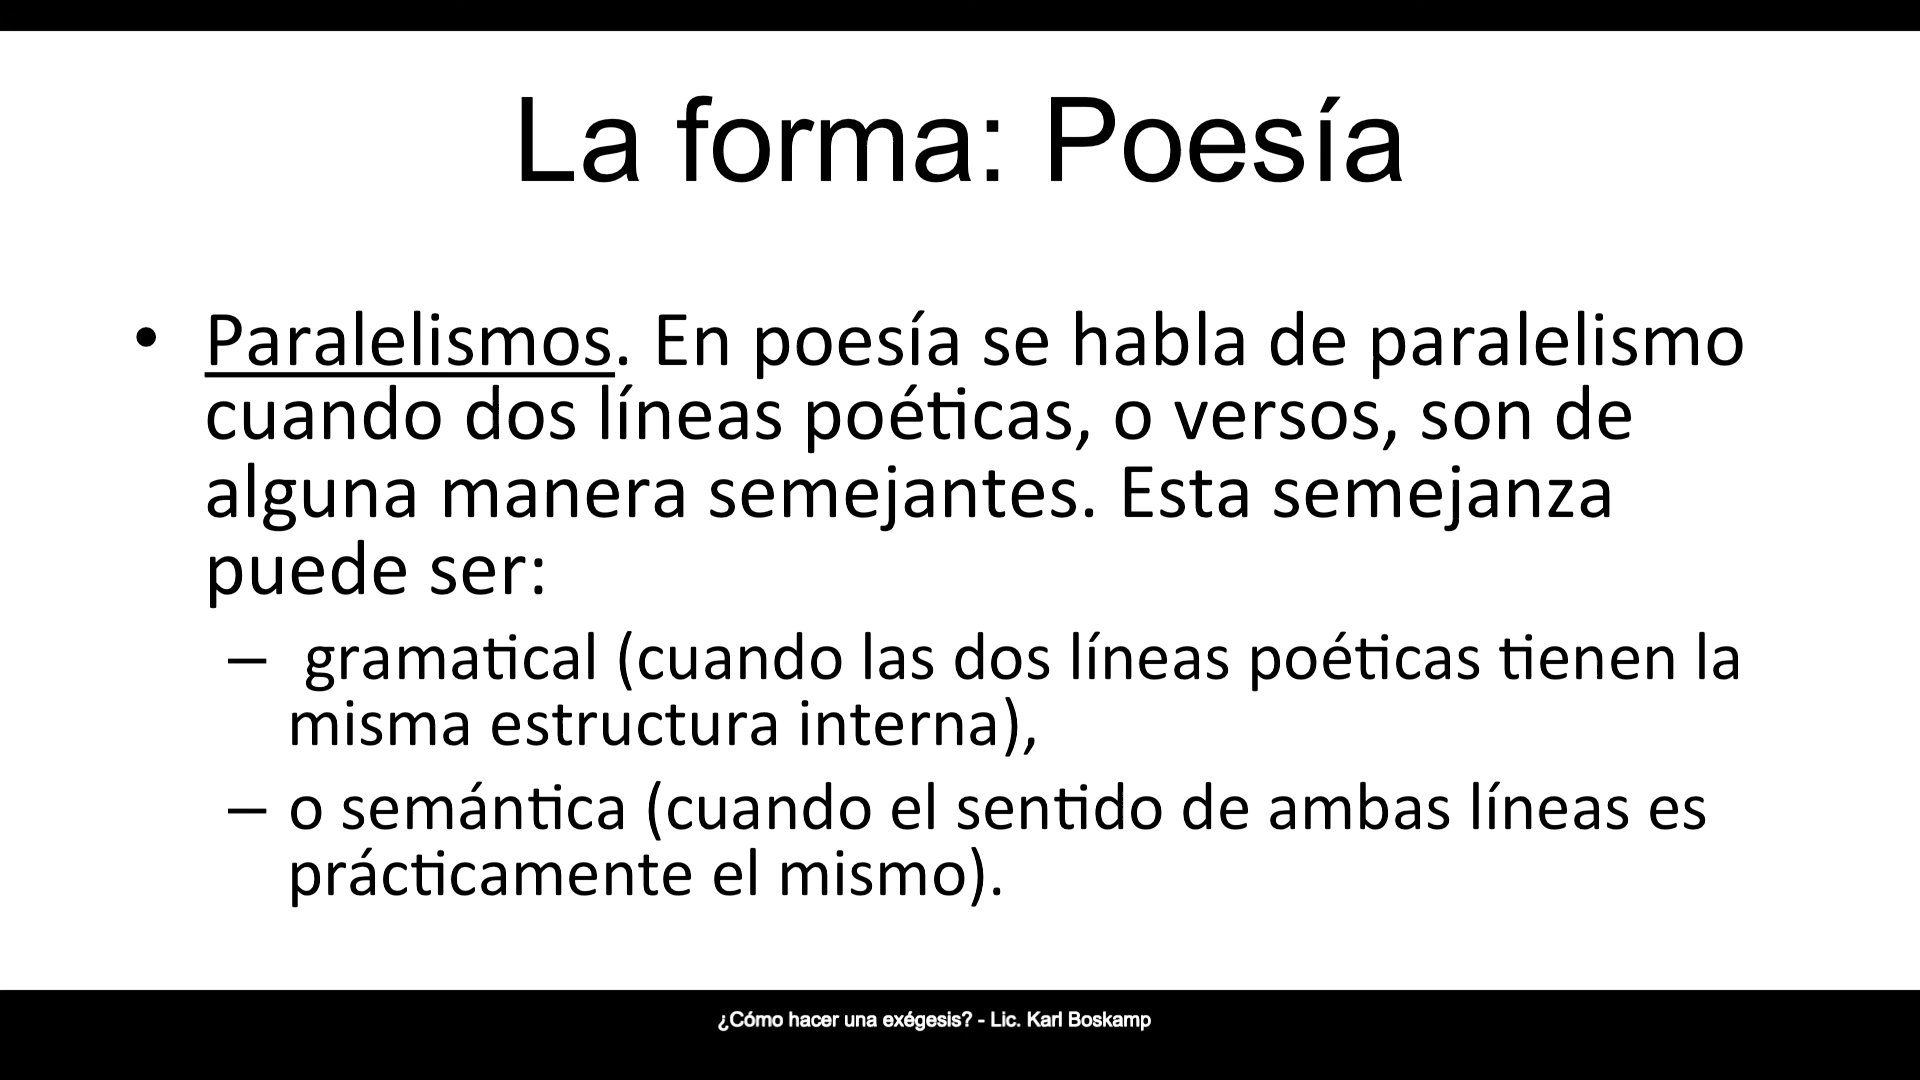 La forma: Poesía
• Paralelismos. En poesía se habla de paralelismo
cuando dos líneas poéticas, o versos, son de
alguna manera semejantes. Esta semejanza
puede ser:
– gramatical (cuando las dos líneas poéticas tienen la
misma estructura interna),
– o semántica (cuando el sentido de ambas líneas es
prácticamente el mismo).
¿Cómo hacer una exégesis? - Lic. Karl Boskamp